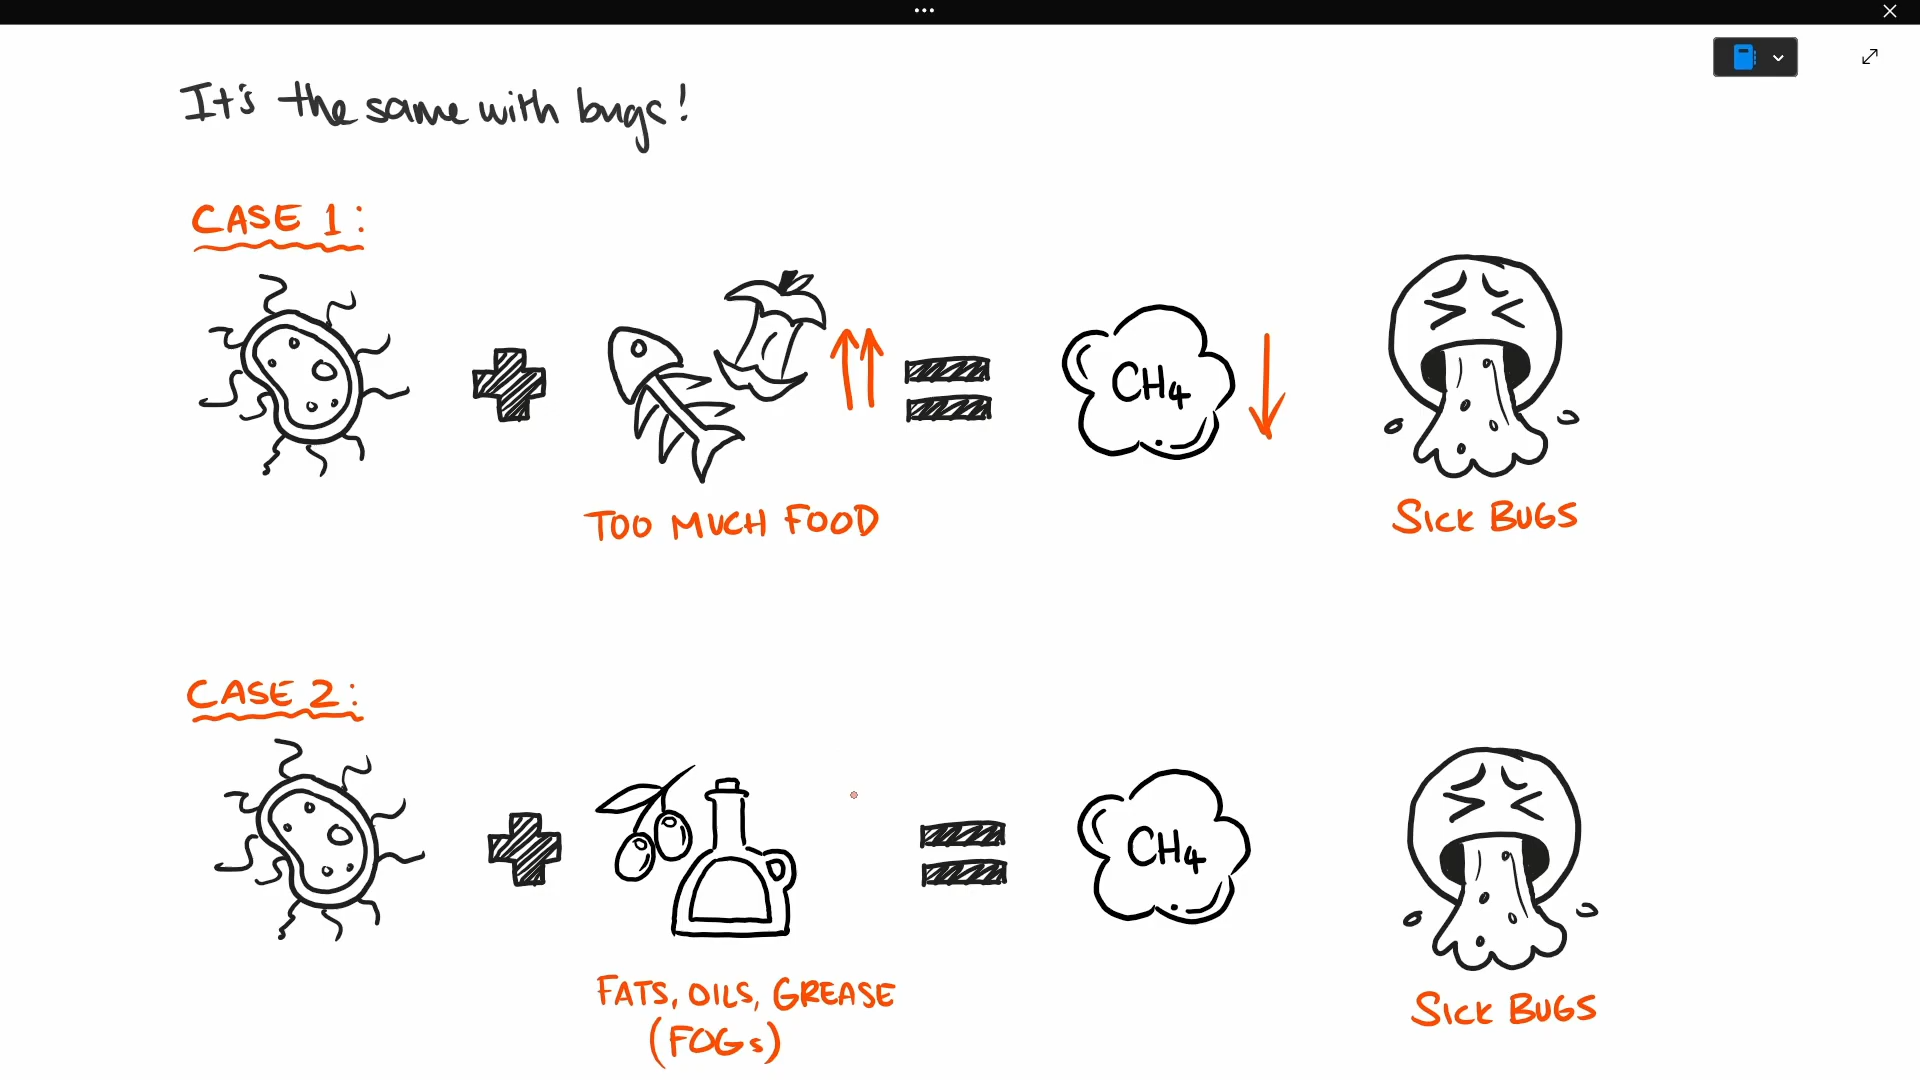 It's the same with bugs!
CASE 1:
CH4
TOO MUCH FOOD
SICK BUGS
CASE 2:
CH4
FATS, OILS, GREASE
(FOGs)
SICK BUGS